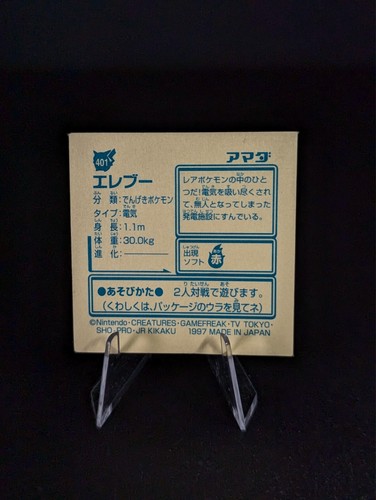 401
アマダ
エレブー
分類:でんげきポケモン
タイプ:電気
身長:1.1m
体重:30.0kg
進化:――
レアポケモンの中のひと
つだ!電気を吸い尽くされ
て、無人となってしまった
発電施設にすんでいる。
出現
ソフト
赤
●あそびかた● 2人対戦で遊びます。
(くわしくは、パッケージのウラを見てネ)
©Nintendo・CREATURES・GAMEFREAK・TV TOKYO・
SHO-PRO・JR KIKAKU 1997 MADE IN JAPAN